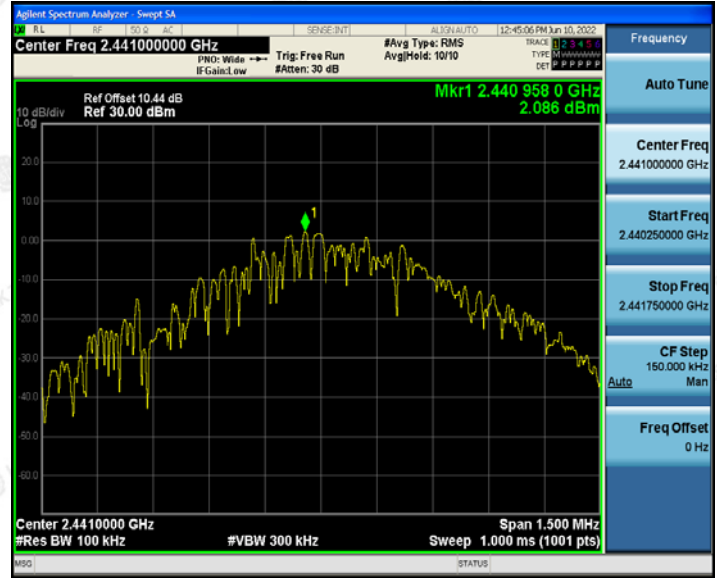 Agilent Spectrum Analyzer - Swept SA
RL RF 50 Ω AC SENSE:INT ALIGNAUTO 12:45:06 PM Jun 10, 2022
Center Freq 2.441000000 GHz
#Avg Type: RMS
TRACE 1 2 3 4 5 6
PNO: Wide
Trig: Free Run
Avg|Hold: 10/10
TYPE M WWWWW
IFGain:Low
#Atten: 30 dB
DET P P P P P P
Mkr1 2.440 958 0 GHz
2.086 dBm
Ref Offset 10.44 dB
10 dB/div Ref 30.00 dBm
Log
20.0
10.0
1
0.00
-10.0
-20.0
-30.0
-40.0
-50.0
-60.0
Center 2.4410000 GHz
Span 1.500 MHz
#Res BW 100 kHz
#VBW 300 kHz
Sweep 1.000 ms (1001 pts)
MSG
STATUS
Frequency
Auto Tune
Center Freq
2.441000000 GHz
Start Freq
2.440250000 GHz
Stop Freq
2.441750000 GHz
CF Step
150.000 kHz
Auto Man
Freq Offset
0 Hz